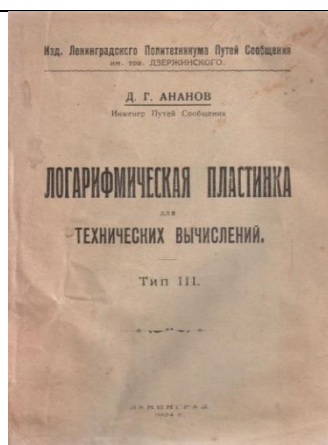 Изд. Ленинградского Политехникума Путей Сообщения
им. тов. ДЗЕРЖИНСКОГО.
Д. Г. АНАНОВ
Инженер Путей Сообщения
ЛОГАРИФМИЧЕСКАЯ ПЛАСТИНКА
для
ТЕХНИЧЕСКИХ ВЫЧИСЛЕНИЙ.
Тип III.
ЛЕНИНГРАД
1924 г.